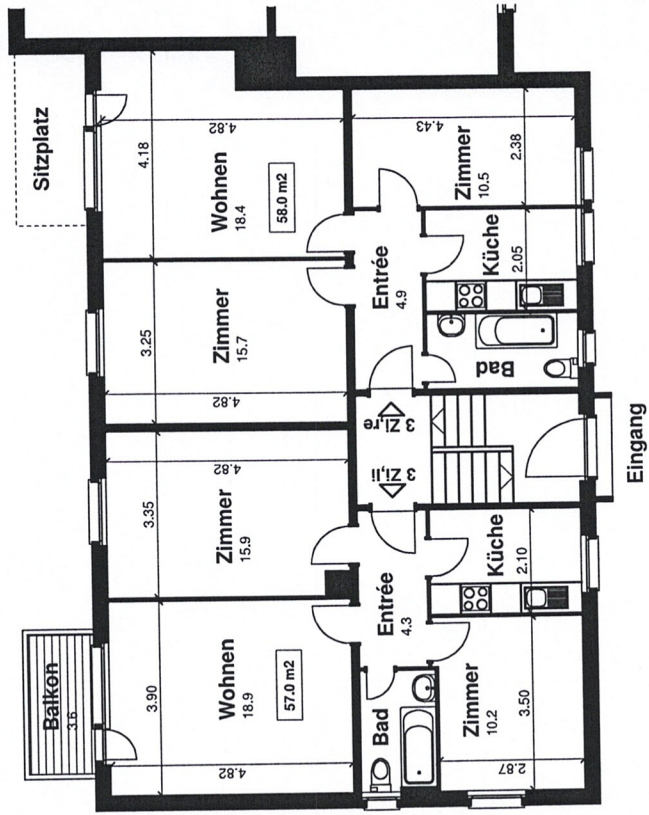 Balkon
3.6
3.90
Wohnen
18.9
57.0 m2
4.82
3.35
Zimmer
15.9
4.82
3.25
Zimmer
15.7
4.82
Sitzplatz
4.18
Wohnen
18.4
58.0 m2
4.82
Bad
Entrée
4.3
3 Zi,li
3 Zi,re
Entrée
4.9
4.43
Zimmer
10.5
2.38
Zimmer
10.2
3.50
2.87
Küche
2.10
Bad
Küche
2.05
Eingang